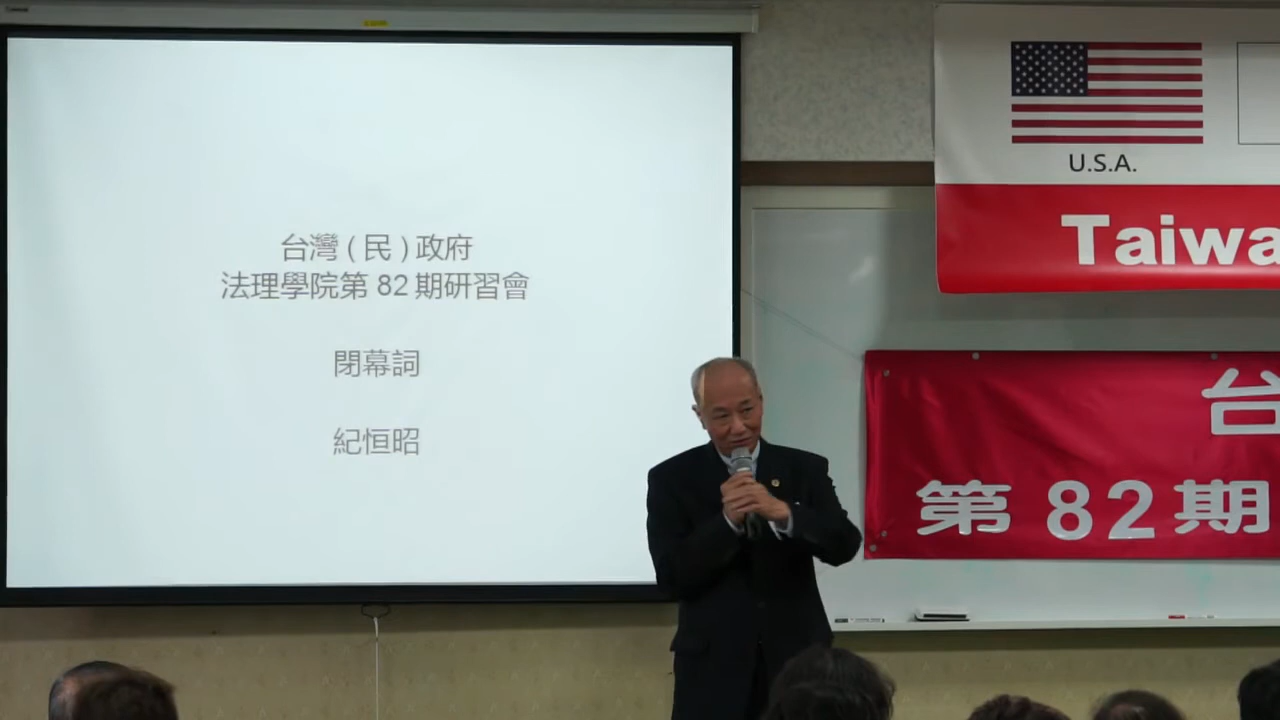 台灣 ( 民 ) 政府
法理學院第 82 期研習會
閉幕詞
紀恒昭
U.S.A.
Taiwa
台
第 82 期